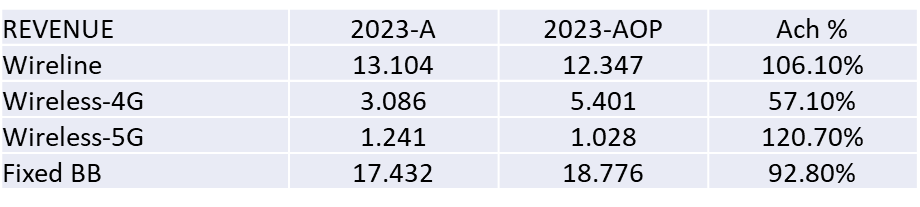 REVENUE 2023-A 2023-AOP Ach %
Wireline 13.104 12.347 106.10%
Wireless-4G 3.086 5.401 57.10%
Wireless-5G 1.241 1.028 120.70%
Fixed BB 17.432 18.776 92.80%